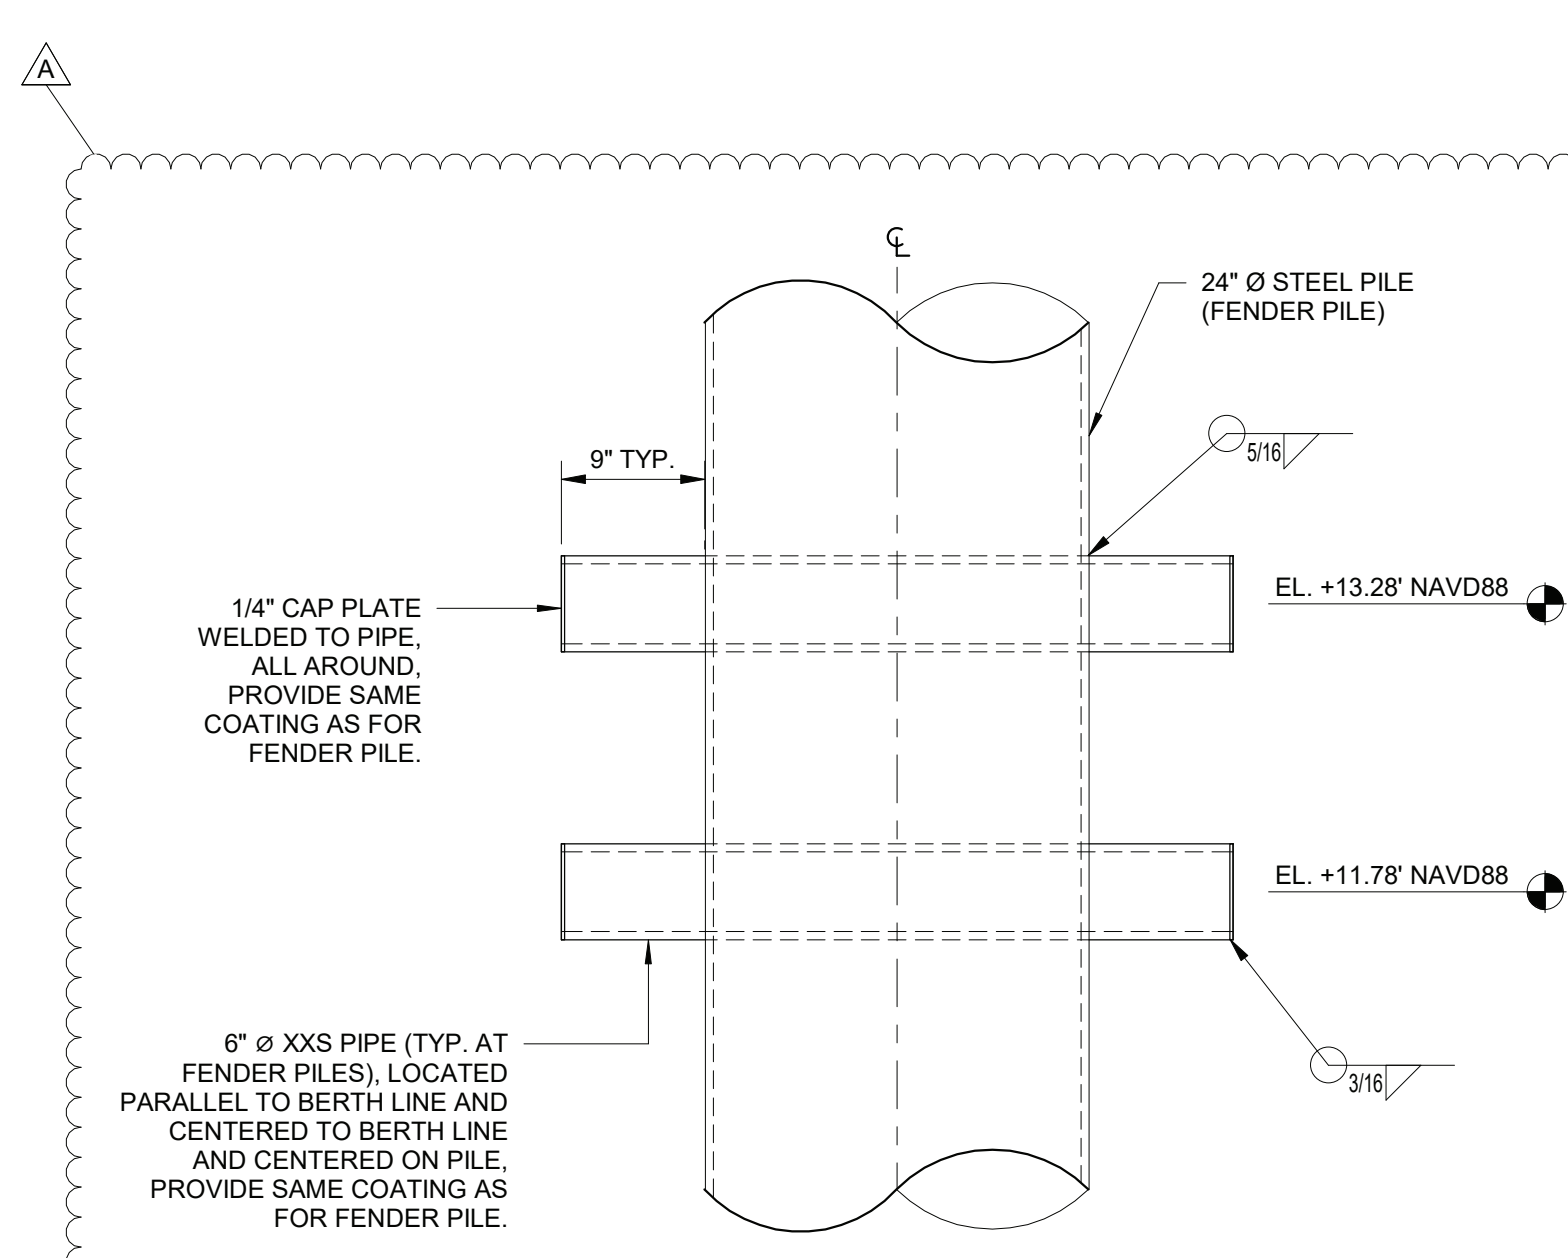 A
℄
24" Ø STEEL PILE
(FENDER PILE)
5/16
9" TYP.
EL. +13.28' NAVD88
1/4" CAP PLATE
WELDED TO PIPE,
ALL AROUND,
PROVIDE SAME
COATING AS FOR
FENDER PILE.
EL. +11.78' NAVD88
6" Ø XXS PIPE (TYP. AT
FENDER PILES), LOCATED
PARALLEL TO BERTH LINE AND
CENTERED TO BERTH LINE
AND CENTERED ON PILE,
PROVIDE SAME COATING AS
FOR FENDER PILE.
3/16